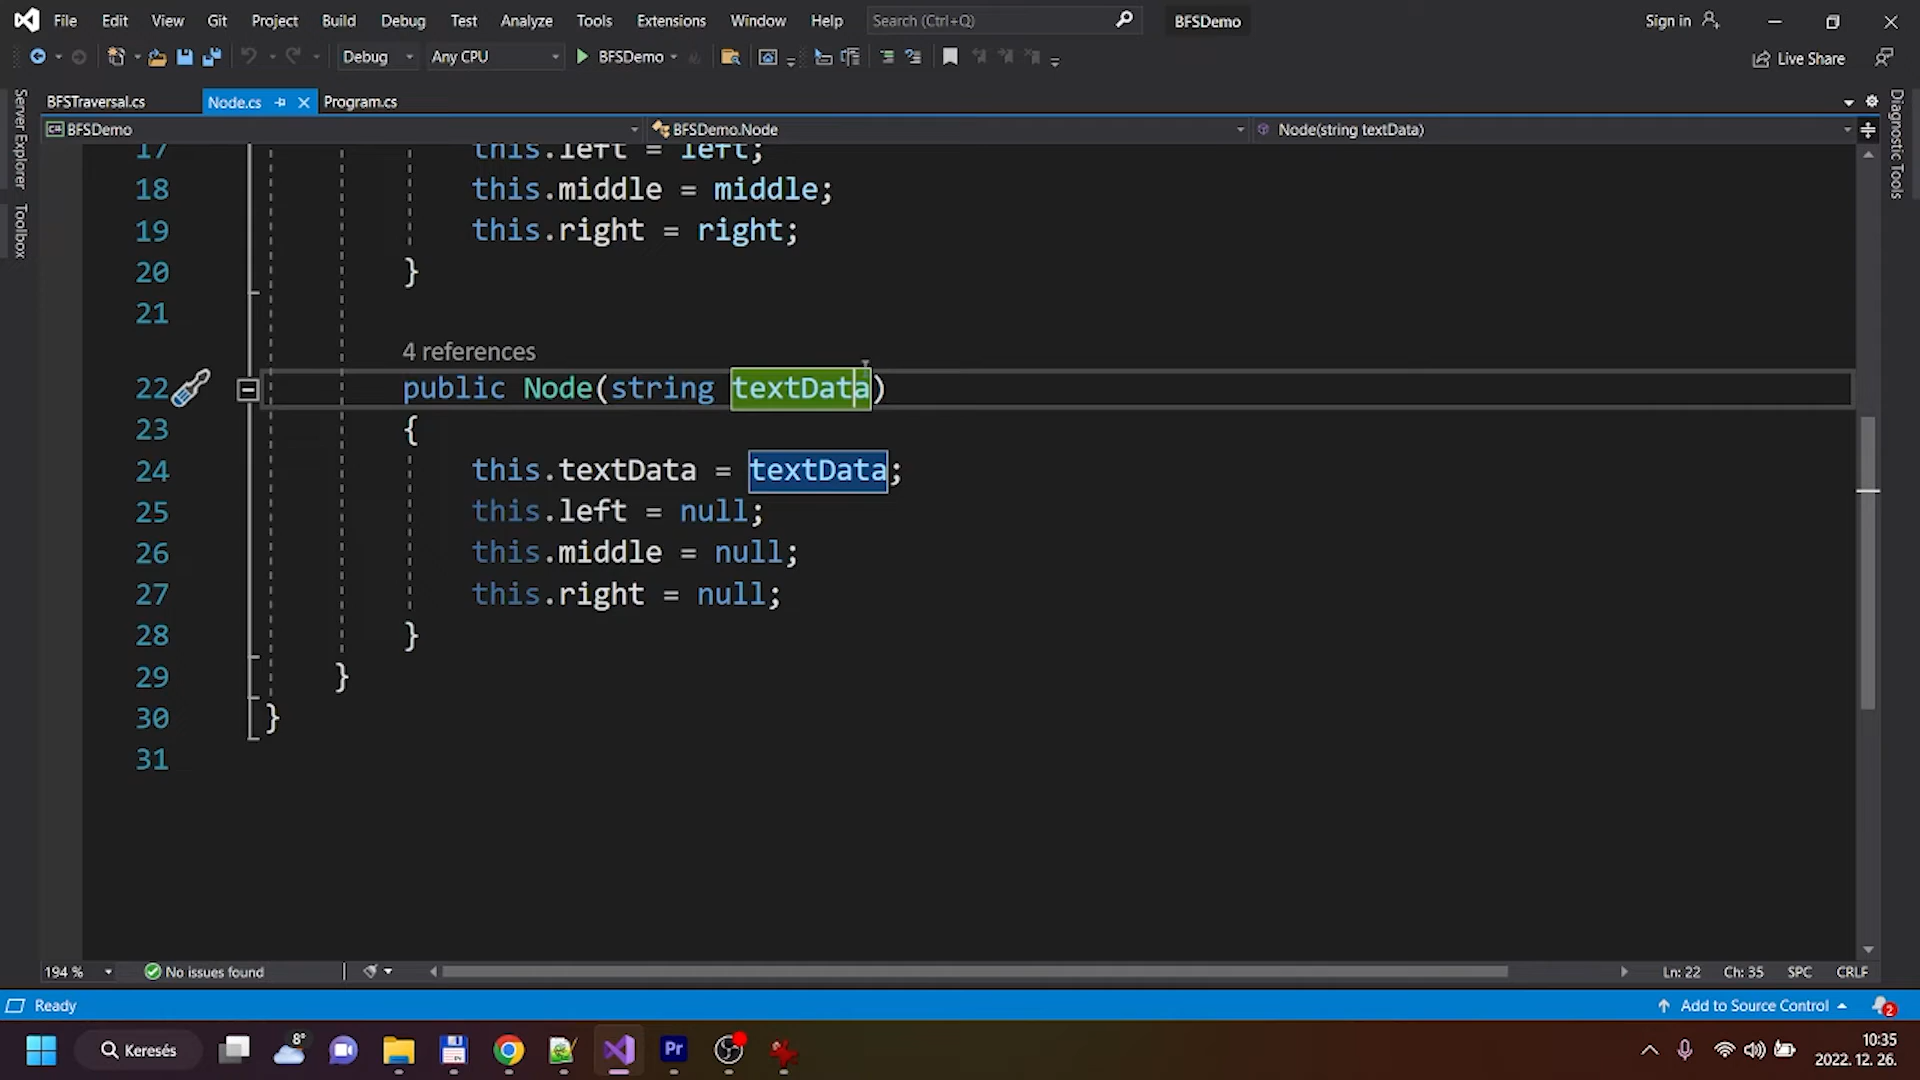 File Edit View Git Project Build Debug Test Analyze Tools Extensions Window Help Search (Ctrl+Q) BFSDemo Sign in
Debug Any CPU BFSDemo Live Share
BFSTraversal.cs Node.cs Program.cs
BFSDemo BFSDemo.Node Node(string textData)
Server Explorer
Toolbox
Diagnostic Tools
17 this.left = left;
18 this.middle = middle;
19 this.right = right;
20 }
21
4 references
22 public Node(string textData)
23 {
24 this.textData = textData;
25 this.left = null;
26 this.middle = null;
27 this.right = null;
28 }
29 }
30 }
31
194 % No issues found Ln: 22 Ch: 35 SPC CRLF
Ready Add to Source Control 2
Keresés 8° Pr 10:35
2022. 12. 26.